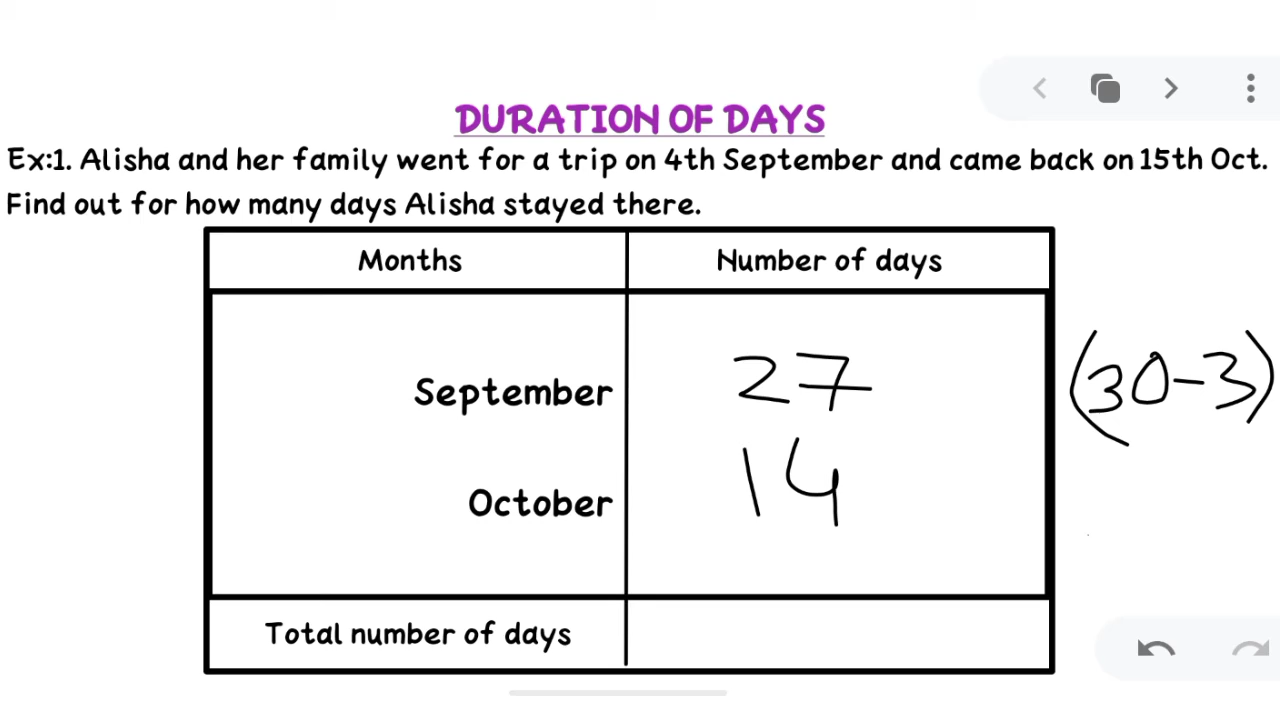 DURATION OF DAYS
Ex:1. Alisha and her family went for a trip on 4th September and came back on 15th Oct.
Find out for how many days Alisha stayed there.
Months Number of days
September 27 (30-3)
October 14
Total number of days